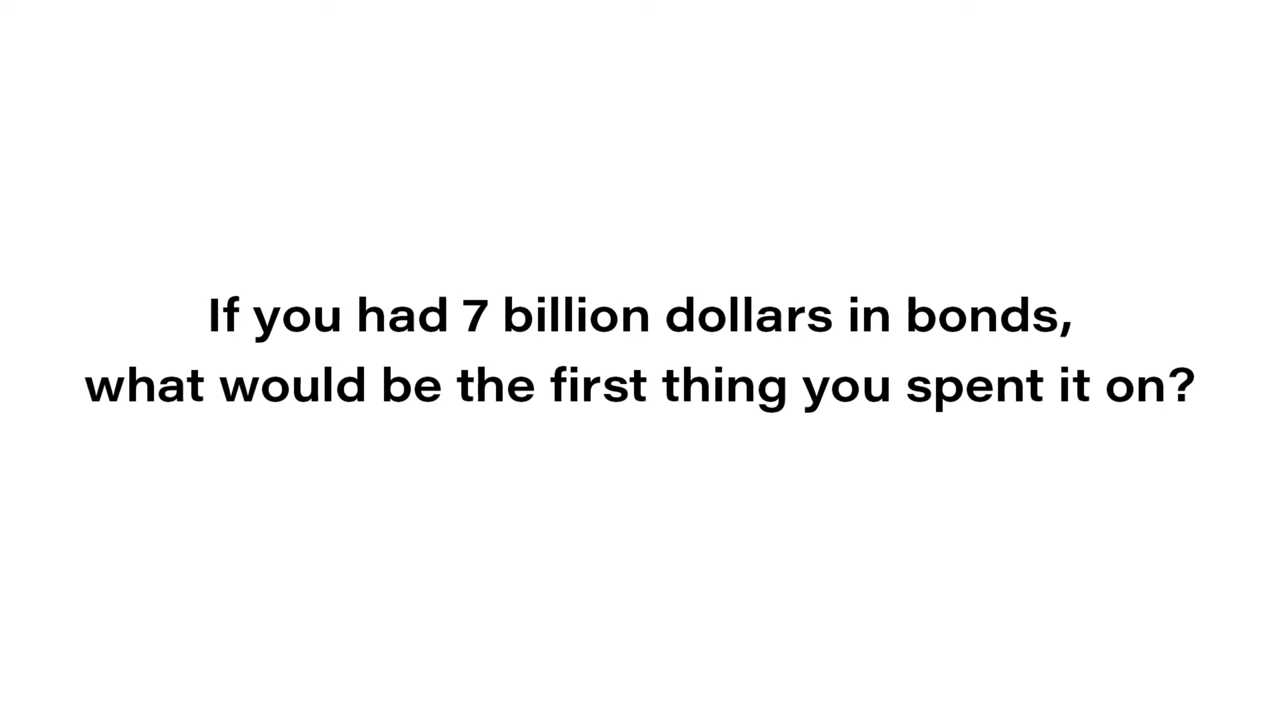 If you had 7 billion dollars in bonds,
what would be the first thing you spent it on?